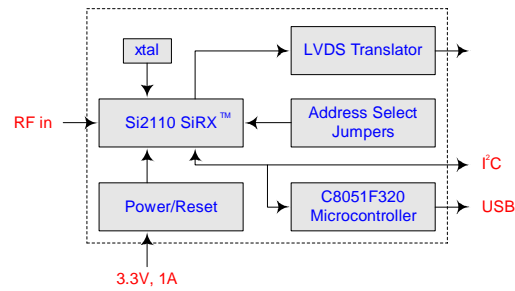 xtal
LVDS Translator
RF in
Si2110 SiRX™
Address Select
Jumpers
I²C
Power/Reset
C8051F320
Microcontroller
USB
3.3V, 1A